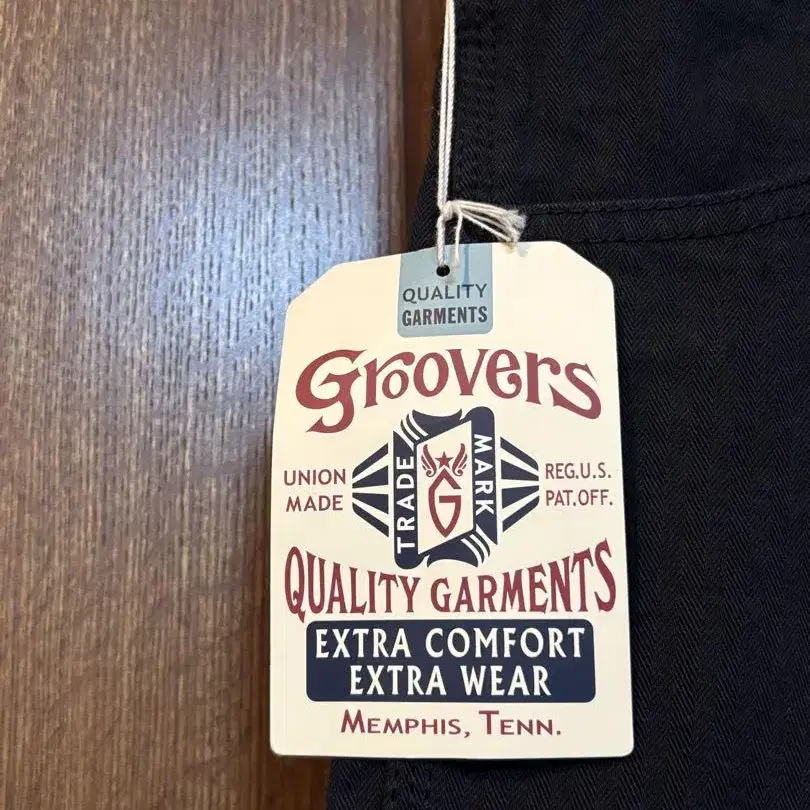 QUALITY
GARMENTS
Groovers
TRADE MARK
G
UNION
MADE
REG.U.S.
PAT.OFF.
QUALITY GARMENTS
EXTRA COMFORT
EXTRA WEAR
MEMPHIS, TENN.